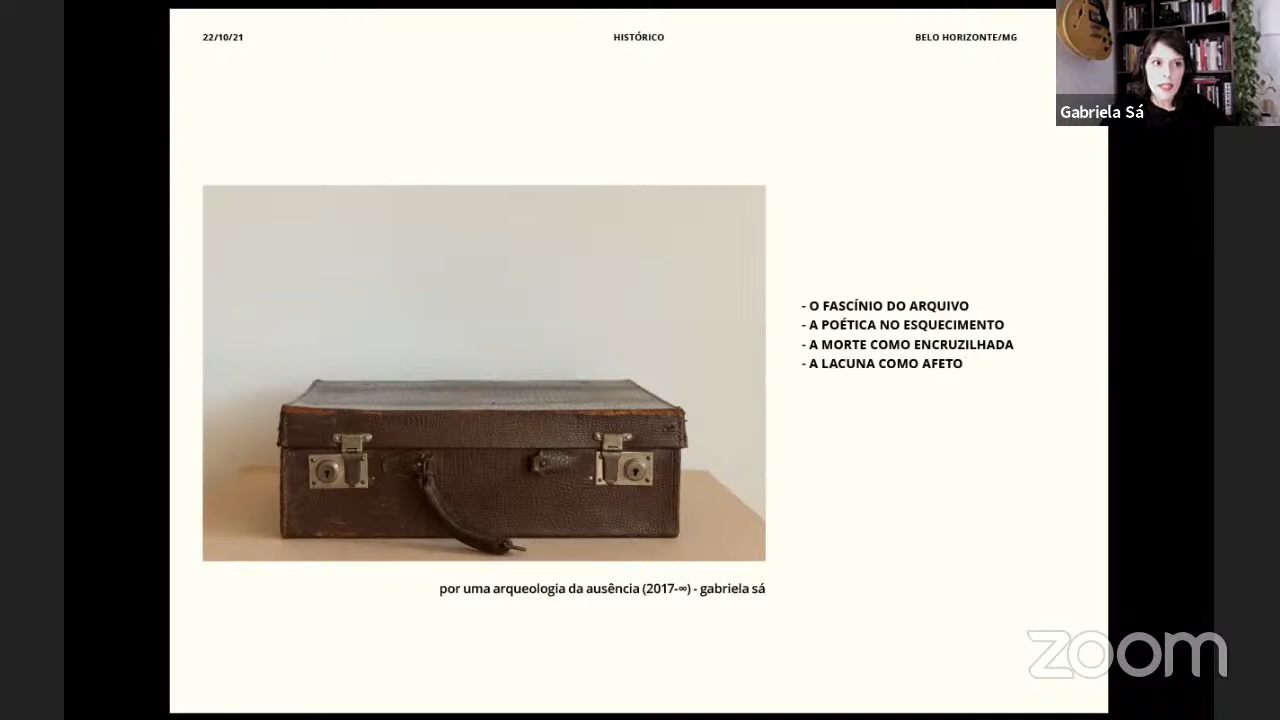 22/10/21
HISTÓRICO
BELO HORIZONTE/MG
Gabriela Sá
- O FASCÍNIO DO ARQUIVO
- A POÉTICA NO ESQUECIMENTO
- A MORTE COMO ENCRUZILHADA
- A LACUNA COMO AFETO
por uma arqueologia da ausência (2017-∞) - gabriela sá
zoom